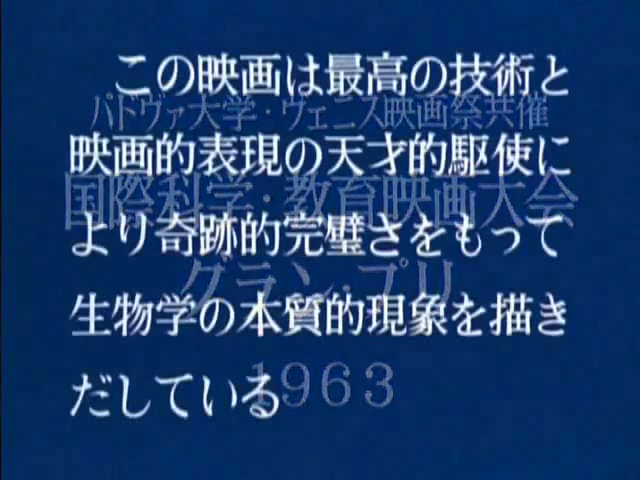 この映画は最高の技術と
パドヴァ大学・ヴェニス映画祭共催
映画的表現の天才的駆使に
国際科学・教育映画大会
より奇跡的完璧さをもって
グラン・プリ
生物学の本質的現象を描き
1963
だしている